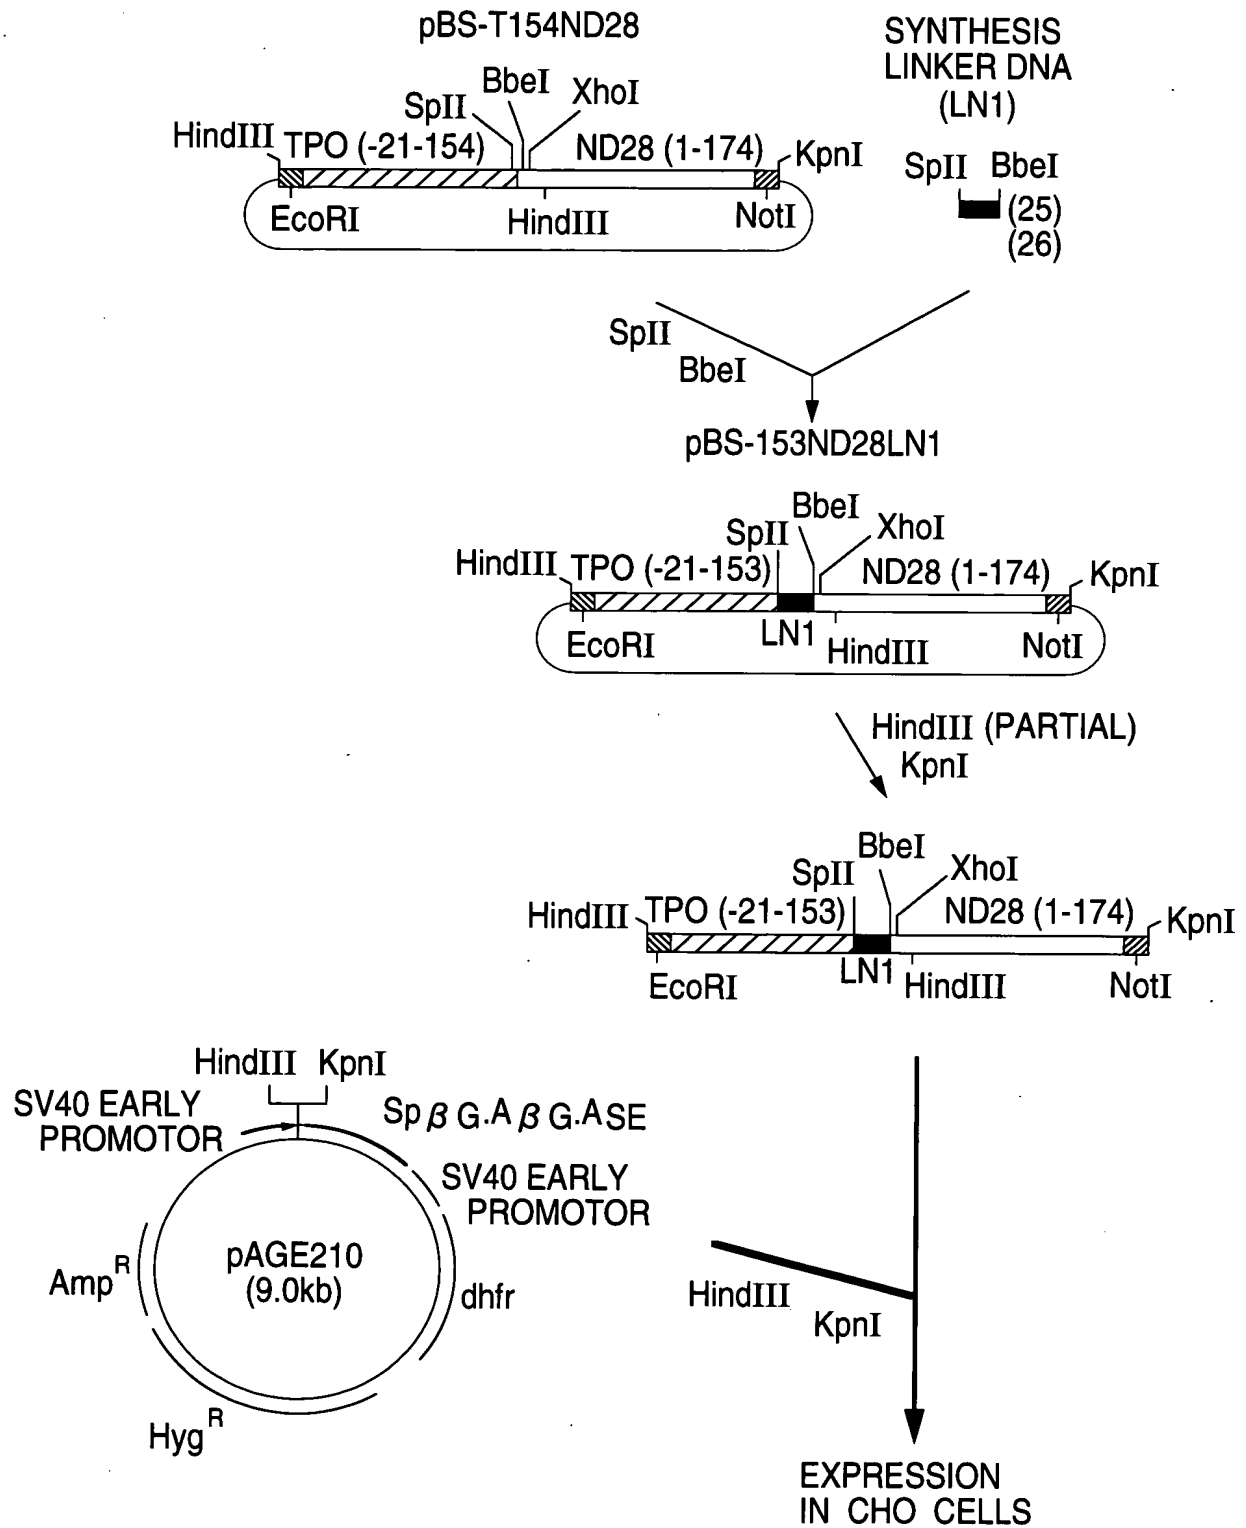 pBS-T154ND28
SYNTHESIS
LINKER DNA
(LN1)
BbeI
XhoI
SpII
HindIII
TPO (-21-154)
ND28 (1-174)
KpnI
EcoRI
HindIII
NotI
SpII BbeI
(25)
(26)
SpII
BbeI
pBS-153ND28LN1
BbeI
SpII
XhoI
HindIII
TPO (-21-153)
ND28 (1-174)
KpnI
EcoRI
LN1
HindIII
NotI
HindIII (PARTIAL)
KpnI
BbeI
SpII
XhoI
HindIII
TPO (-21-153)
ND28 (1-174)
KpnI
EcoRI
LN1
HindIII
NotI
HindIII KpnI
SV40 EARLY
PROMOTOR
Sp β G.A β G.ASE
SV40 EARLY
PROMOTOR
pAGE210
(9.0kb)
Amp R
dhfr
Hyg R
HindIII
KpnI
EXPRESSION
IN CHO CELLS